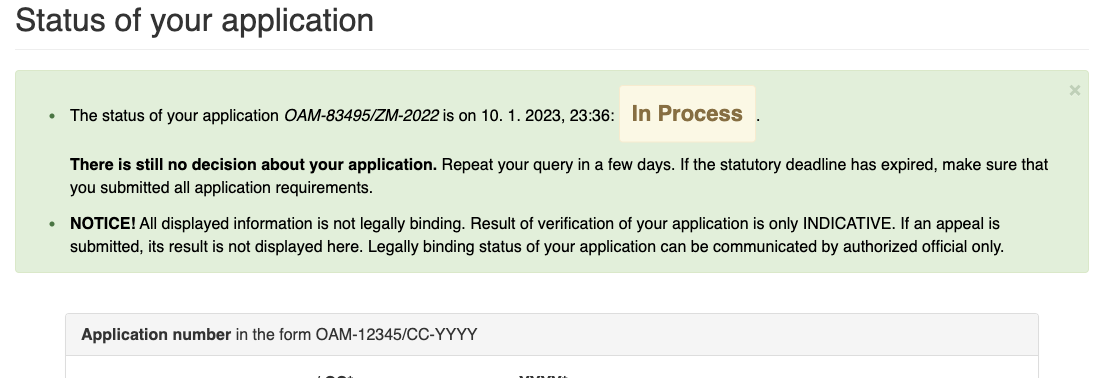 Status of your application
×
• The status of your application OAM-83495/ZM-2022 is on 10. 1. 2023, 23:36: In Process .
There is still no decision about your application. Repeat your query in a few days. If the statutory deadline has expired, make sure that
you submitted all application requirements.
• NOTICE! All displayed information is not legally binding. Result of verification of your application is only INDICATIVE. If an appeal is
submitted, its result is not displayed here. Legally binding status of your application can be communicated by authorized official only.
Application number in the form OAM-12345/CC-YYYY